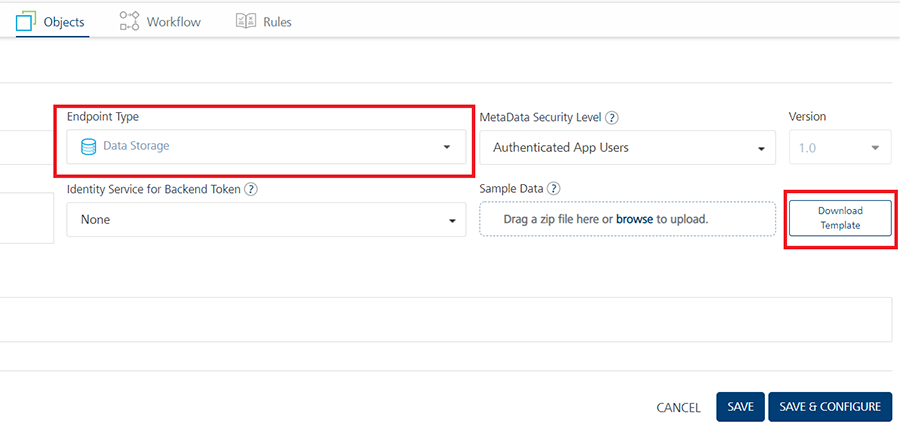 Objects
Workflow
Rules
Endpoint Type
MetaData Security Level ?
Version
Data Storage
Authenticated App Users
1.0
Identity Service for Backend Token ?
Sample Data ?
None
Drag a zip file here or browse to upload.
Download
Template
CANCEL
SAVE
SAVE & CONFIGURE